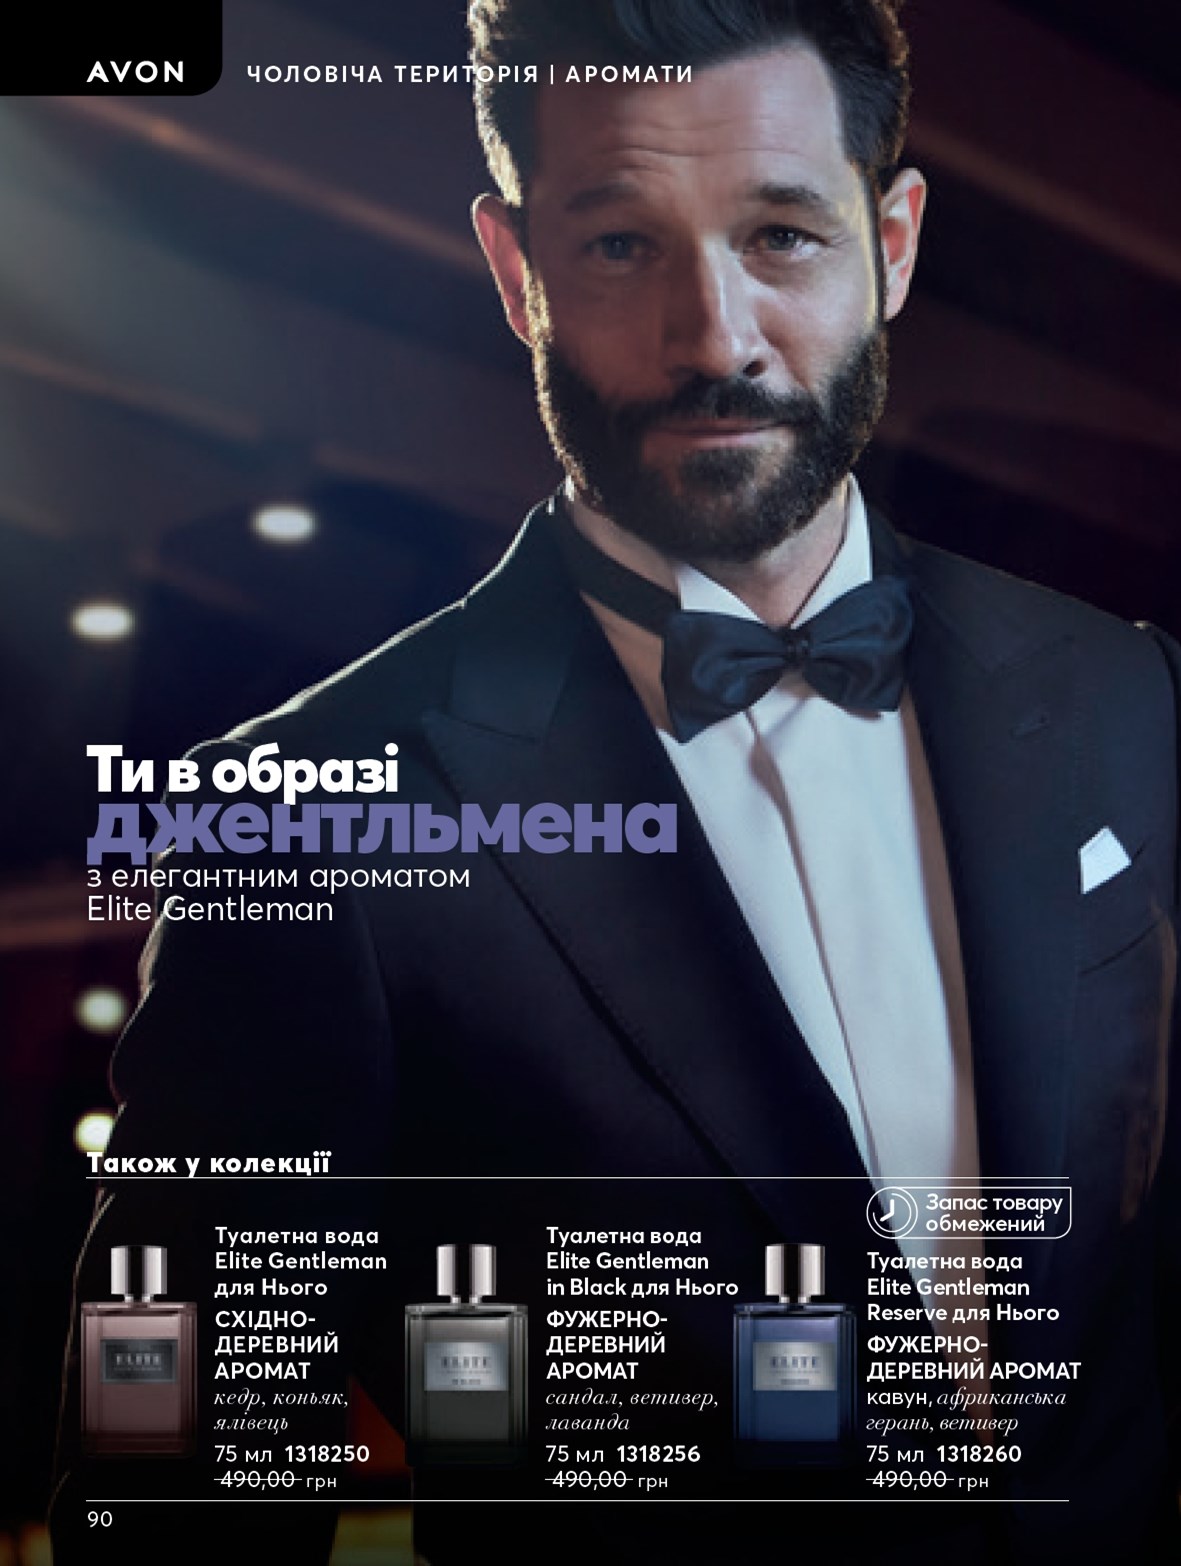 AVON
ЧОЛОВІЧА ТЕРИТОРІЯ | АРОМАТИ
Ти в образі
джентльмена
з елегантним ароматом
Elite Gentleman
Також у колекції
Туалетна вода
Elite Gentleman
для Нього
СХІДНО-
ДЕРЕВНИЙ
АРОМАТ
кедр, коньяк,
ялівець
75 мл 1318250
490,00 грн
ELITE
Туалетна вода
Elite Gentleman
in Black для Нього
ФУЖЕРНО-
ДЕРЕВНИЙ
АРОМАТ
сандал, ветивер,
лаванда
75 мл 1318256
490,00 грн
ELITE
Запас товару
обмежений
Туалетна вода
Elite Gentleman
Reserve для Нього
ФУЖЕРНО-
ДЕРЕВНИЙ АРОМАТ
кавун, африканська
герань, ветивер
75 мл 1318260
490,00 грн
ELITE
90